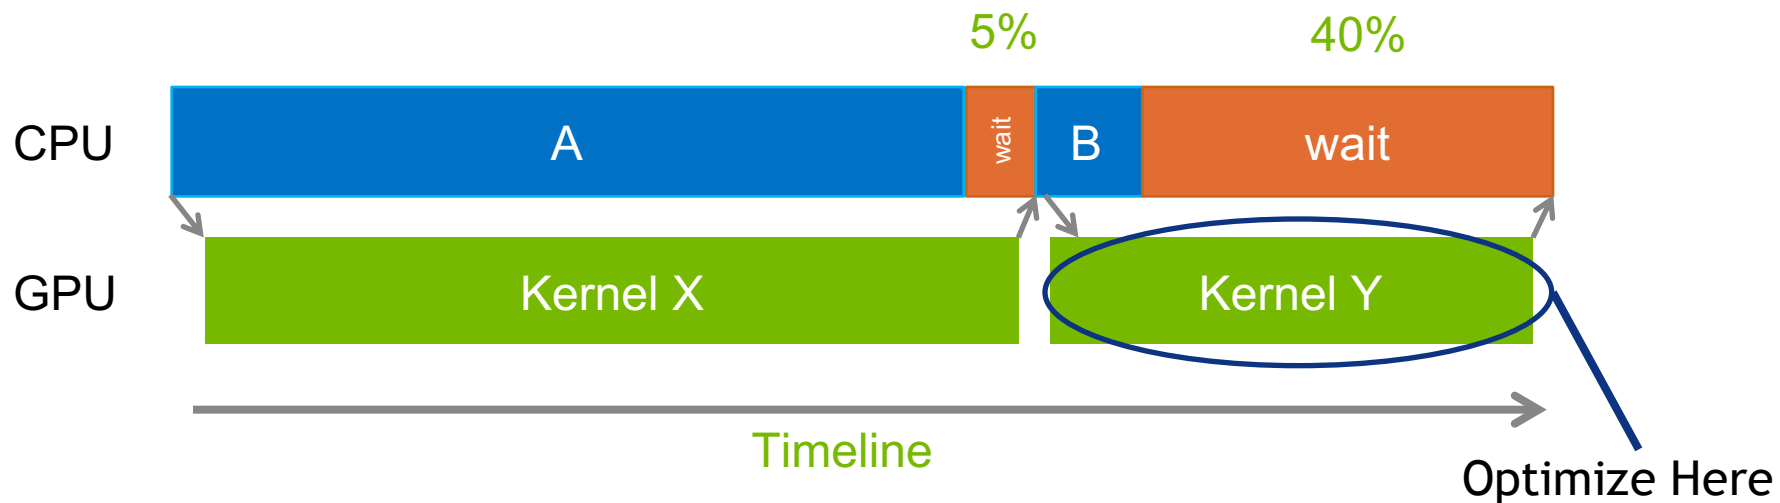 5% 40%
CPU A wait B wait
GPU Kernel X Kernel Y
Timeline
Optimize Here